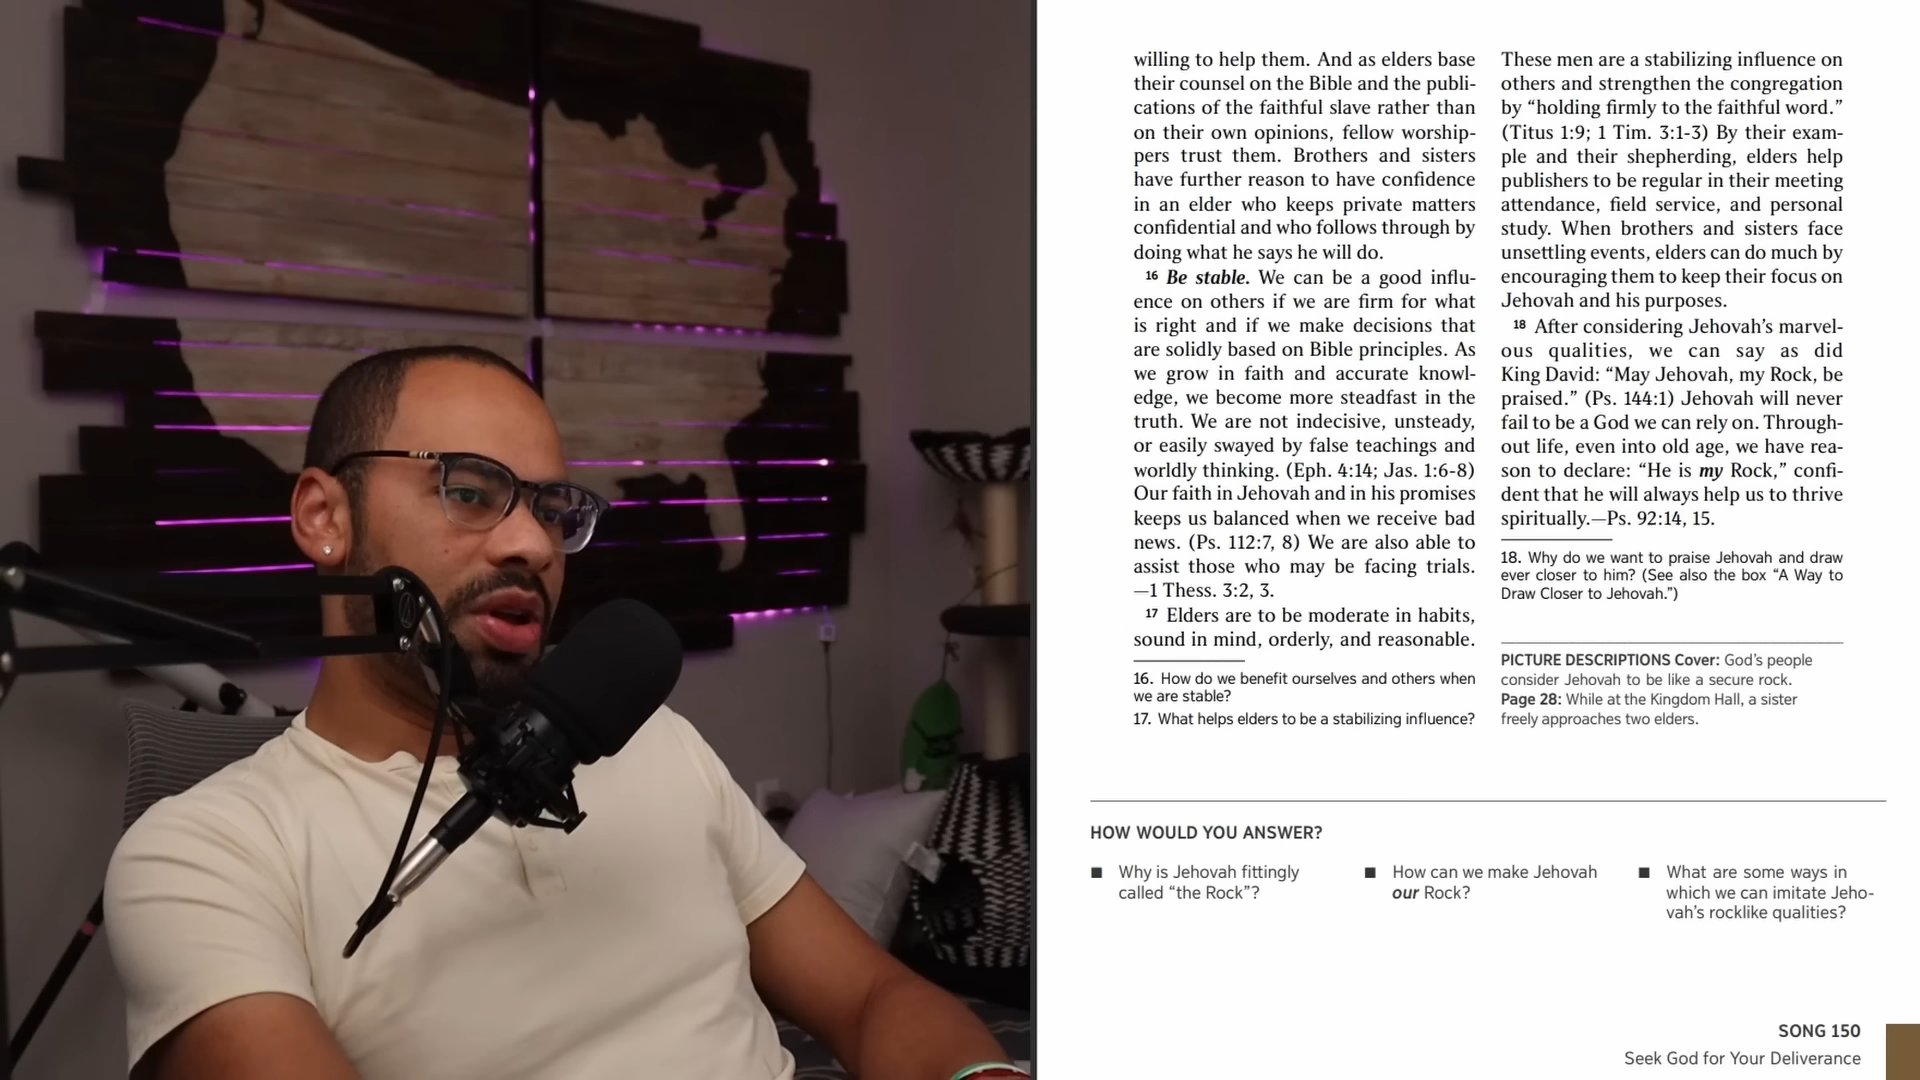 willing to help them. And as elders base
their counsel on the Bible and the publi-
cations of the faithful slave rather than
on their own opinions, fellow worship-
pers trust them. Brothers and sisters
have further reason to have confidence
in an elder who keeps private matters
confidential and who follows through by
doing what he says he will do.
16 Be stable. We can be a good influ-
ence on others if we are firm for what
is right and if we make decisions that
are solidly based on Bible principles. As
we grow in faith and accurate knowl-
edge, we become more steadfast in the
truth. We are not indecisive, unsteady,
or easily swayed by false teachings and
worldly thinking. (Eph. 4:14; Jas. 1:6-8)
Our faith in Jehovah and in his promises
keeps us balanced when we receive bad
news. (Ps. 112:7, 8) We are also able to
assist those who may be facing trials.
—1 Thess. 3:2, 3.
17 Elders are to be moderate in habits,
sound in mind, orderly, and reasonable.
16. How do we benefit ourselves and others when
we are stable?
17. What helps elders to be a stabilizing influence?
These men are a stabilizing influence on
others and strengthen the congregation
by “holding firmly to the faithful word.”
(Titus 1:9; 1 Tim. 3:1-3) By their exam-
ple and their shepherding, elders help
publishers to be regular in their meeting
attendance, field service, and personal
study. When brothers and sisters face
unsettling events, elders can do much by
encouraging them to keep their focus on
Jehovah and his purposes.
18 After considering Jehovah’s marvel-
ous qualities, we can say as did
King David: “May Jehovah, my Rock, be
praised.” (Ps. 144:1) Jehovah will never
fail to be a God we can rely on. Through-
out life, even into old age, we have rea-
son to declare: “He is my Rock,” confi-
dent that he will always help us to thrive
spiritually.—Ps. 92:14, 15.
18. Why do we want to praise Jehovah and draw
ever closer to him? (See also the box “A Way to
Draw Closer to Jehovah.”)
PICTURE DESCRIPTIONS Cover: God’s people
consider Jehovah to be like a secure rock.
Page 28: While at the Kingdom Hall, a sister
freely approaches two elders.
HOW WOULD YOU ANSWER?
■ Why is Jehovah fittingly
called “the Rock”?
■ How can we make Jehovah
our Rock?
■ What are some ways in
which we can imitate Jeho-
vah’s rocklike qualities?
SONG 150
Seek God for Your Deliverance